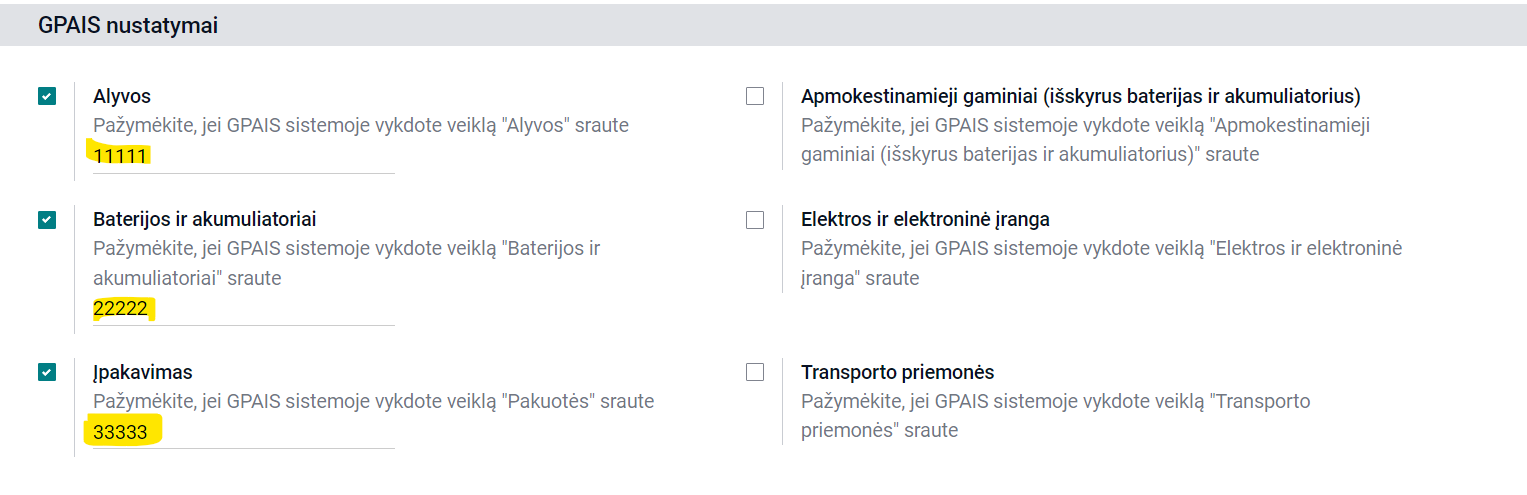 GPAIS nustatymai
Alyvos
Pažymėkite, jei GPAIS sistemoje vykdote veiklą "Alyvos" sraute
11111
Apmokestinamieji gaminiai (išskyrus baterijas ir akumuliatorius)
Pažymėkite, jei GPAIS sistemoje vykdote veiklą "Apmokestinamieji
gaminiai (išskyrus baterijas ir akumuliatorius)" sraute
Baterijos ir akumuliatoriai
Pažymėkite, jei GPAIS sistemoje vykdote veiklą "Baterijos ir
akumuliatoriai" sraute
22222
Elektros ir elektroninė įranga
Pažymėkite, jei GPAIS sistemoje vykdote veiklą "Elektros ir elektroninė
įranga" sraute
Įpakavimas
Pažymėkite, jei GPAIS sistemoje vykdote veiklą "Pakuotės" sraute
33333
Transporto priemonės
Pažymėkite, jei GPAIS sistemoje vykdote veiklą "Transporto
priemonės" sraute